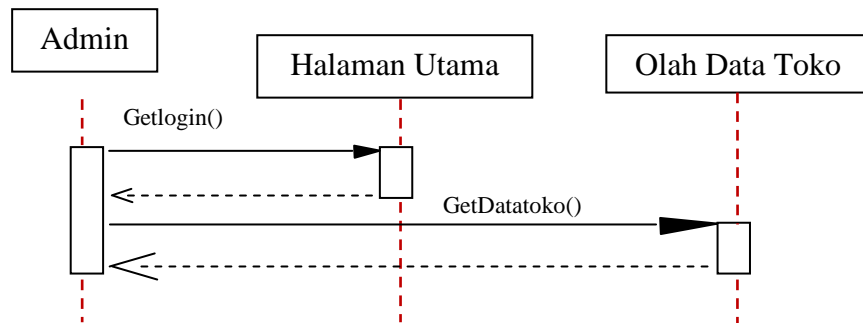 Admin
Halaman Utama
Olah Data Toko
Getlogin()
GetDatatoko()